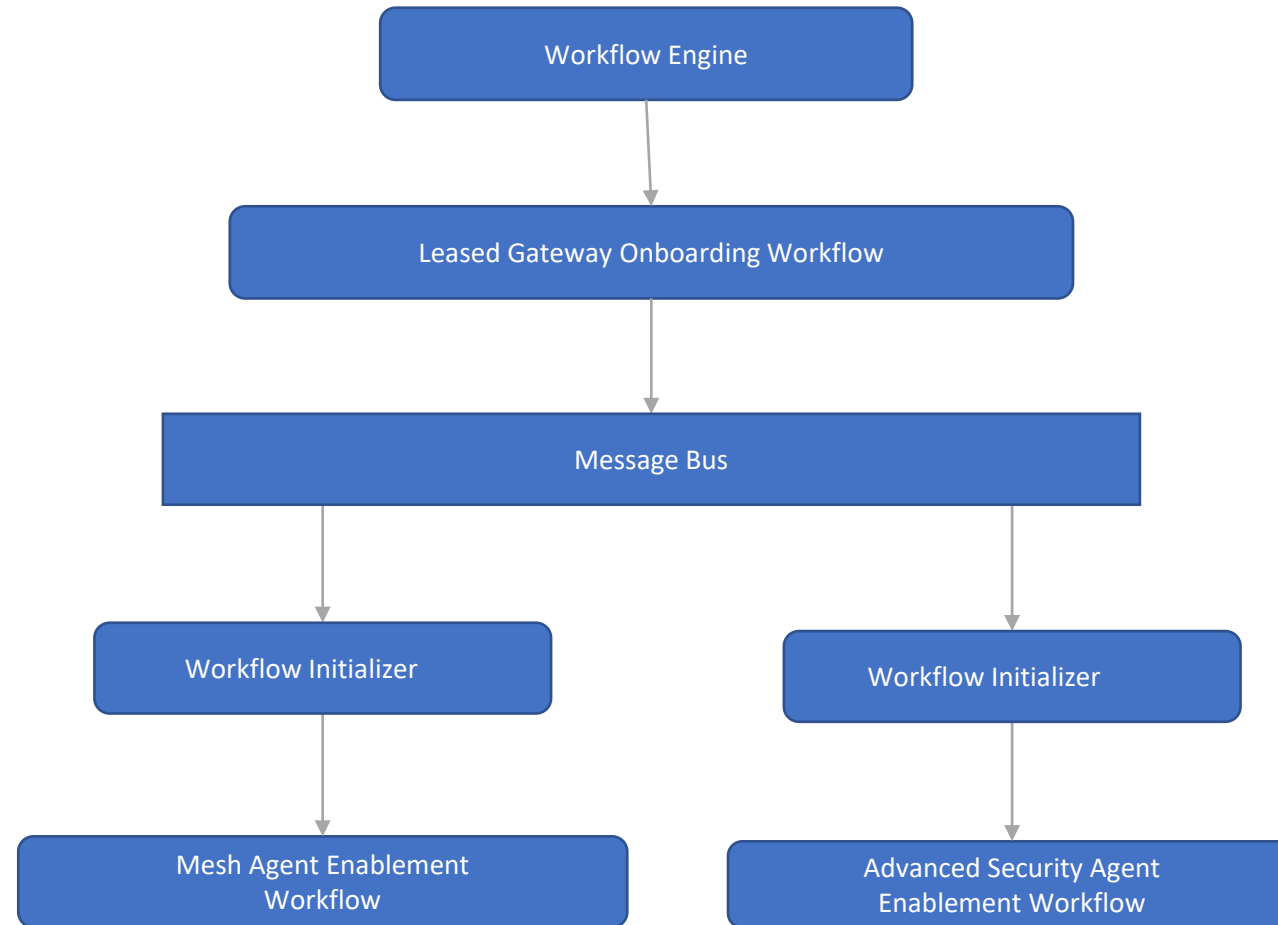 Workflow Engine
Leased Gateway Onboarding Workflow
Message Bus
Workflow Initializer
Workflow Initializer
Mesh Agent Enablement
Workflow
Advanced Security Agent
Enablement Workflow